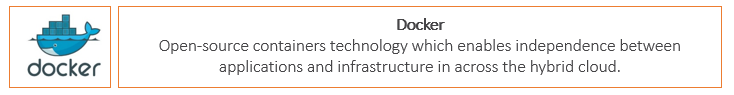 docker
Docker
Open-source containers technology which enables independence between
applications and infrastructure in across the hybrid cloud.